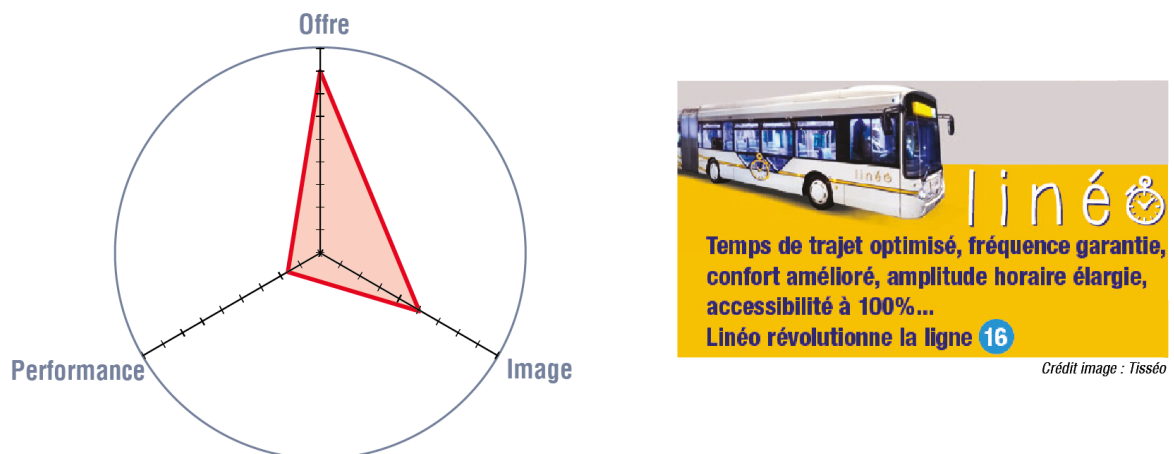 Offre
Performance
Image
linéo
linéo
Temps de trajet optimisé, fréquence garantie,
confort amélioré, amplitude horaire élargie,
accessibilité à 100%...
Linéo révolutionne la ligne 16
Crédit image : Tisséo